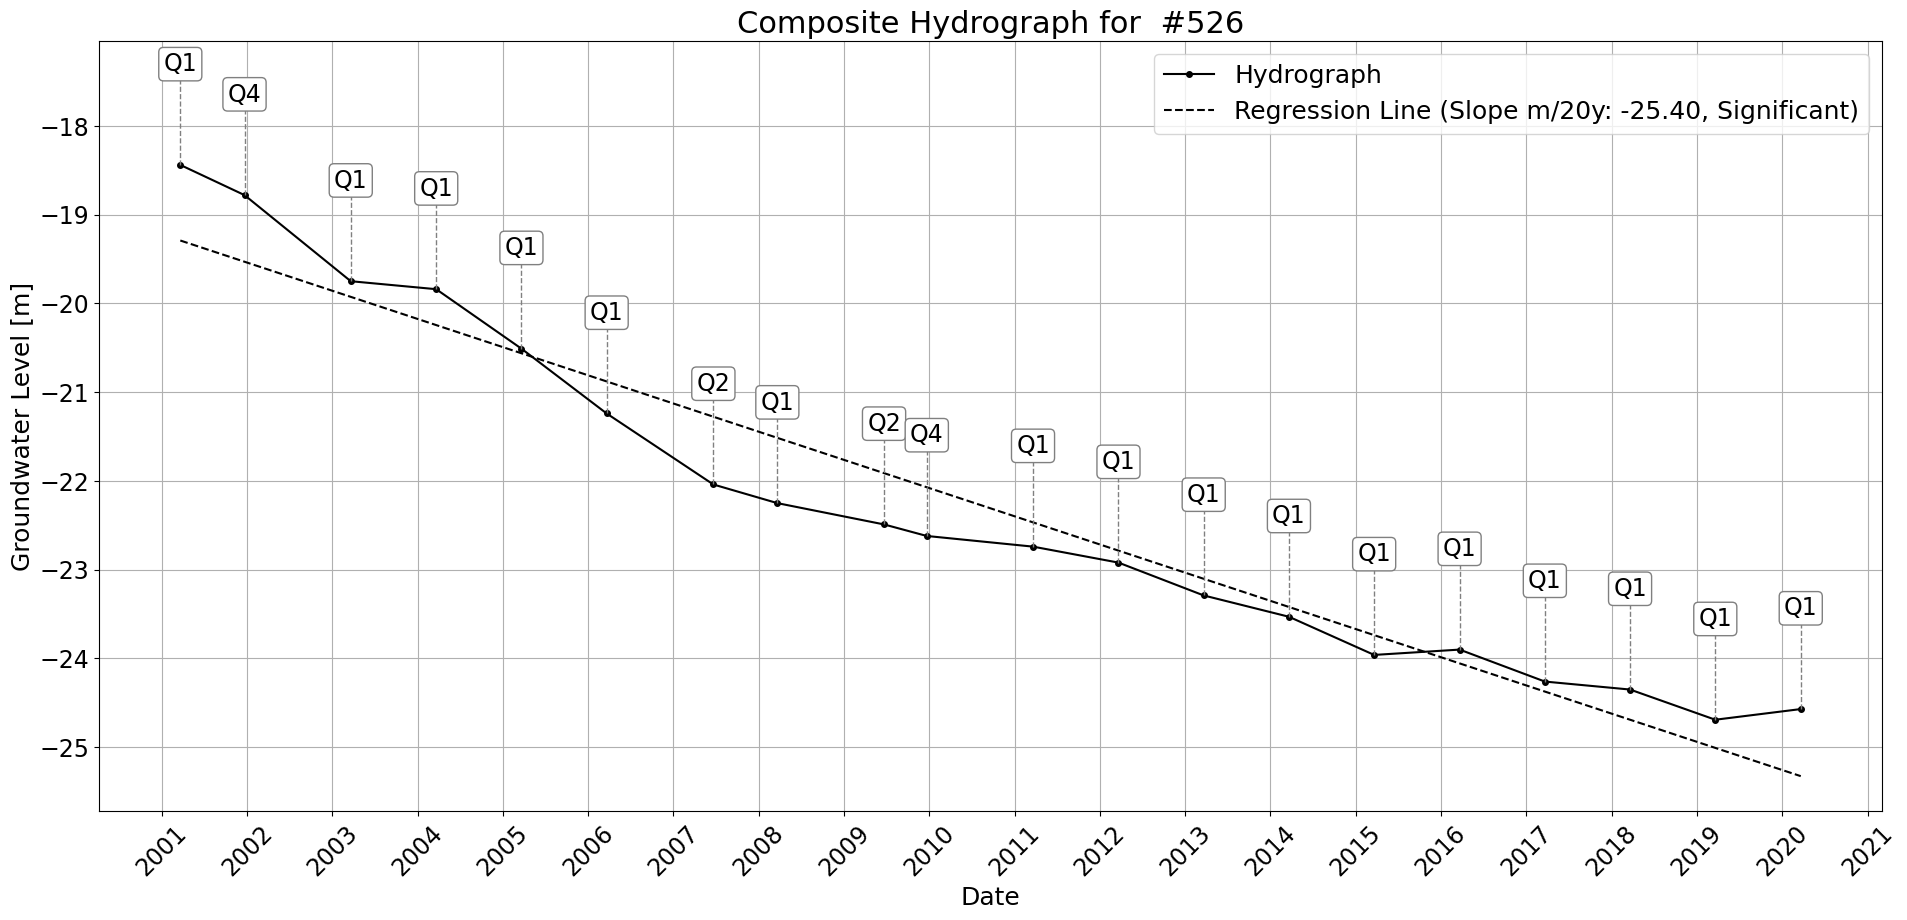 Composite Hydrograph for  #526
Hydrograph
Regression Line (Slope m/20y: -25.40, Significant)
Groundwater Level [m]
−18
−19
−20
−21
−22
−23
−24
−25
Q1
Q4
Q1
Q1
Q1
Q1
Q2
Q1
Q2
Q4
Q1
Q1
Q1
Q1
Q1
Q1
Q1
Q1
Q1
Q1
2001
2002
2003
2004
2005
2006
2007
2008
2009
2010
2011
2012
2013
2014
2015
2016
2017
2018
2019
2020
2021
Date